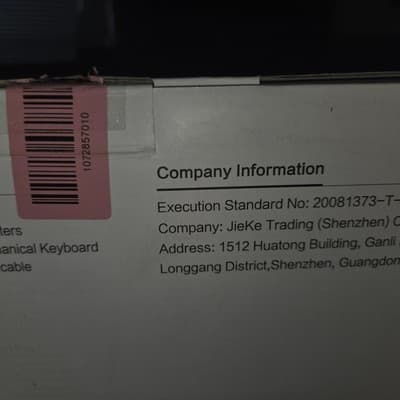 1072857010
Company Information
Execution Standard No: 20081373-T-
Company: JieKe Trading (Shenzhen) C
Address: 1512 Huatong Building, Ganli
Longgang District,Shenzhen, Guangdon
ters
hanical Keyboard
cable